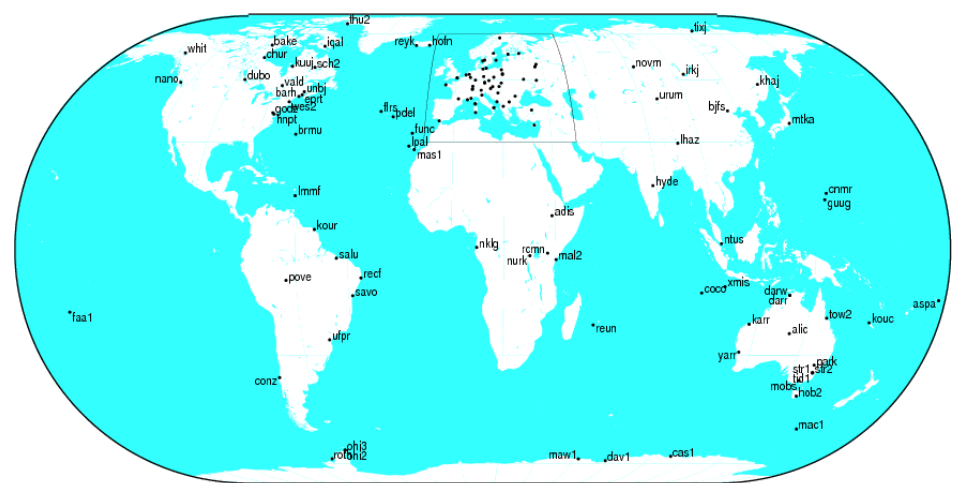 thu2
tixj
whit
bake
iqal
reyk
hofn
chur
kuuj
sch2
novm
irkj
nano
dubo
vald
unbj
khaj
barh
eprt
urum
wes2
godz
hnpt
flrs
pdel
bjfs
mtka
brmu
func
lpal
mas1
lhaz
hyde
lmmf
cnmr
guug
adis
kour
nklg
rcmn
nurk
mal2
ntus
salu
pove
recf
savo
coco
xmis
darw
darr
aspa
faa1
reun
karr
alic
tow2
kouc
ufpr
yarr
park
str1
str2
tid1
mobs
hob2
conz
mac1
ohi3
roth
ohi2
maw1
dav1
cas1